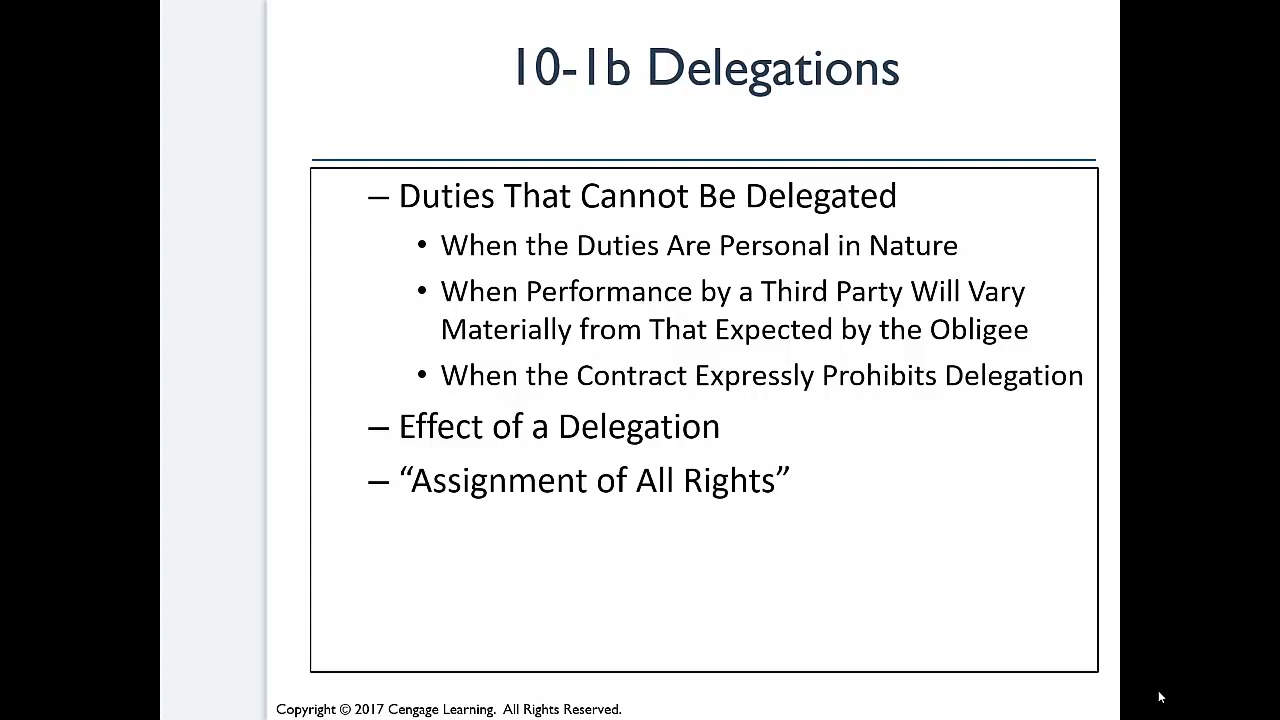 10-1b Delegations
– Duties That Cannot Be Delegated
• When the Duties Are Personal in Nature
• When Performance by a Third Party Will Vary
Materially from That Expected by the Obligee
• When the Contract Expressly Prohibits Delegation
– Effect of a Delegation
– “Assignment of All Rights”
Copyright © 2017 Cengage Learning. All Rights Reserved.